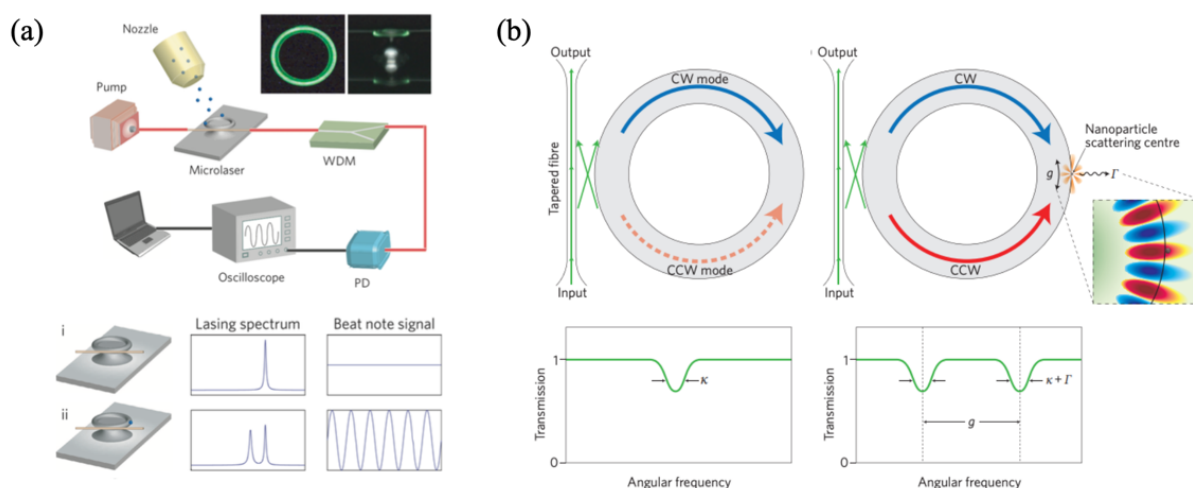 (a)
Nozzle
Pump
WDM
Microlaser
Oscilloscope
PD
Lasing spectrum
Beat note signal
i
ii
(b)
Output
CW mode
Tapered fibre
CCW mode
Input
Output
CW
Nanoparticle
scattering centre
g
Γ
CCW
Input
Transmission
1
0
κ
Angular frequency
Transmission
1
0
κ + Γ
g
Angular frequency